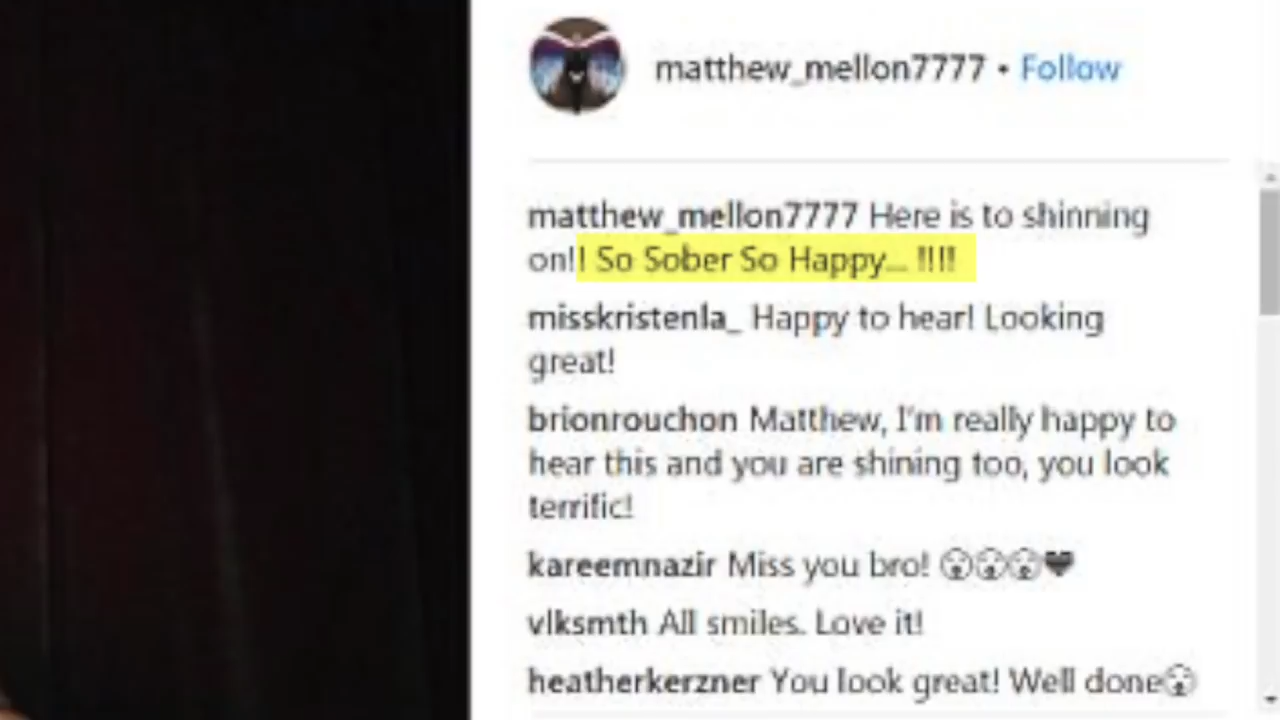 matthew_mellon7777 • Follow
matthew_mellon7777 Here is to shinning
on!! So Sober So Happy... !!!!
misskristenla_ Happy to hear! Looking
great!
brionrouchon Matthew, I'm really happy to
hear this and you are shining too, you look
terrific!
kareemnazir Miss you bro! 😮😮😮♥
vlksmth All smiles. Love it!
heatherkerzner You look great! Well done😮